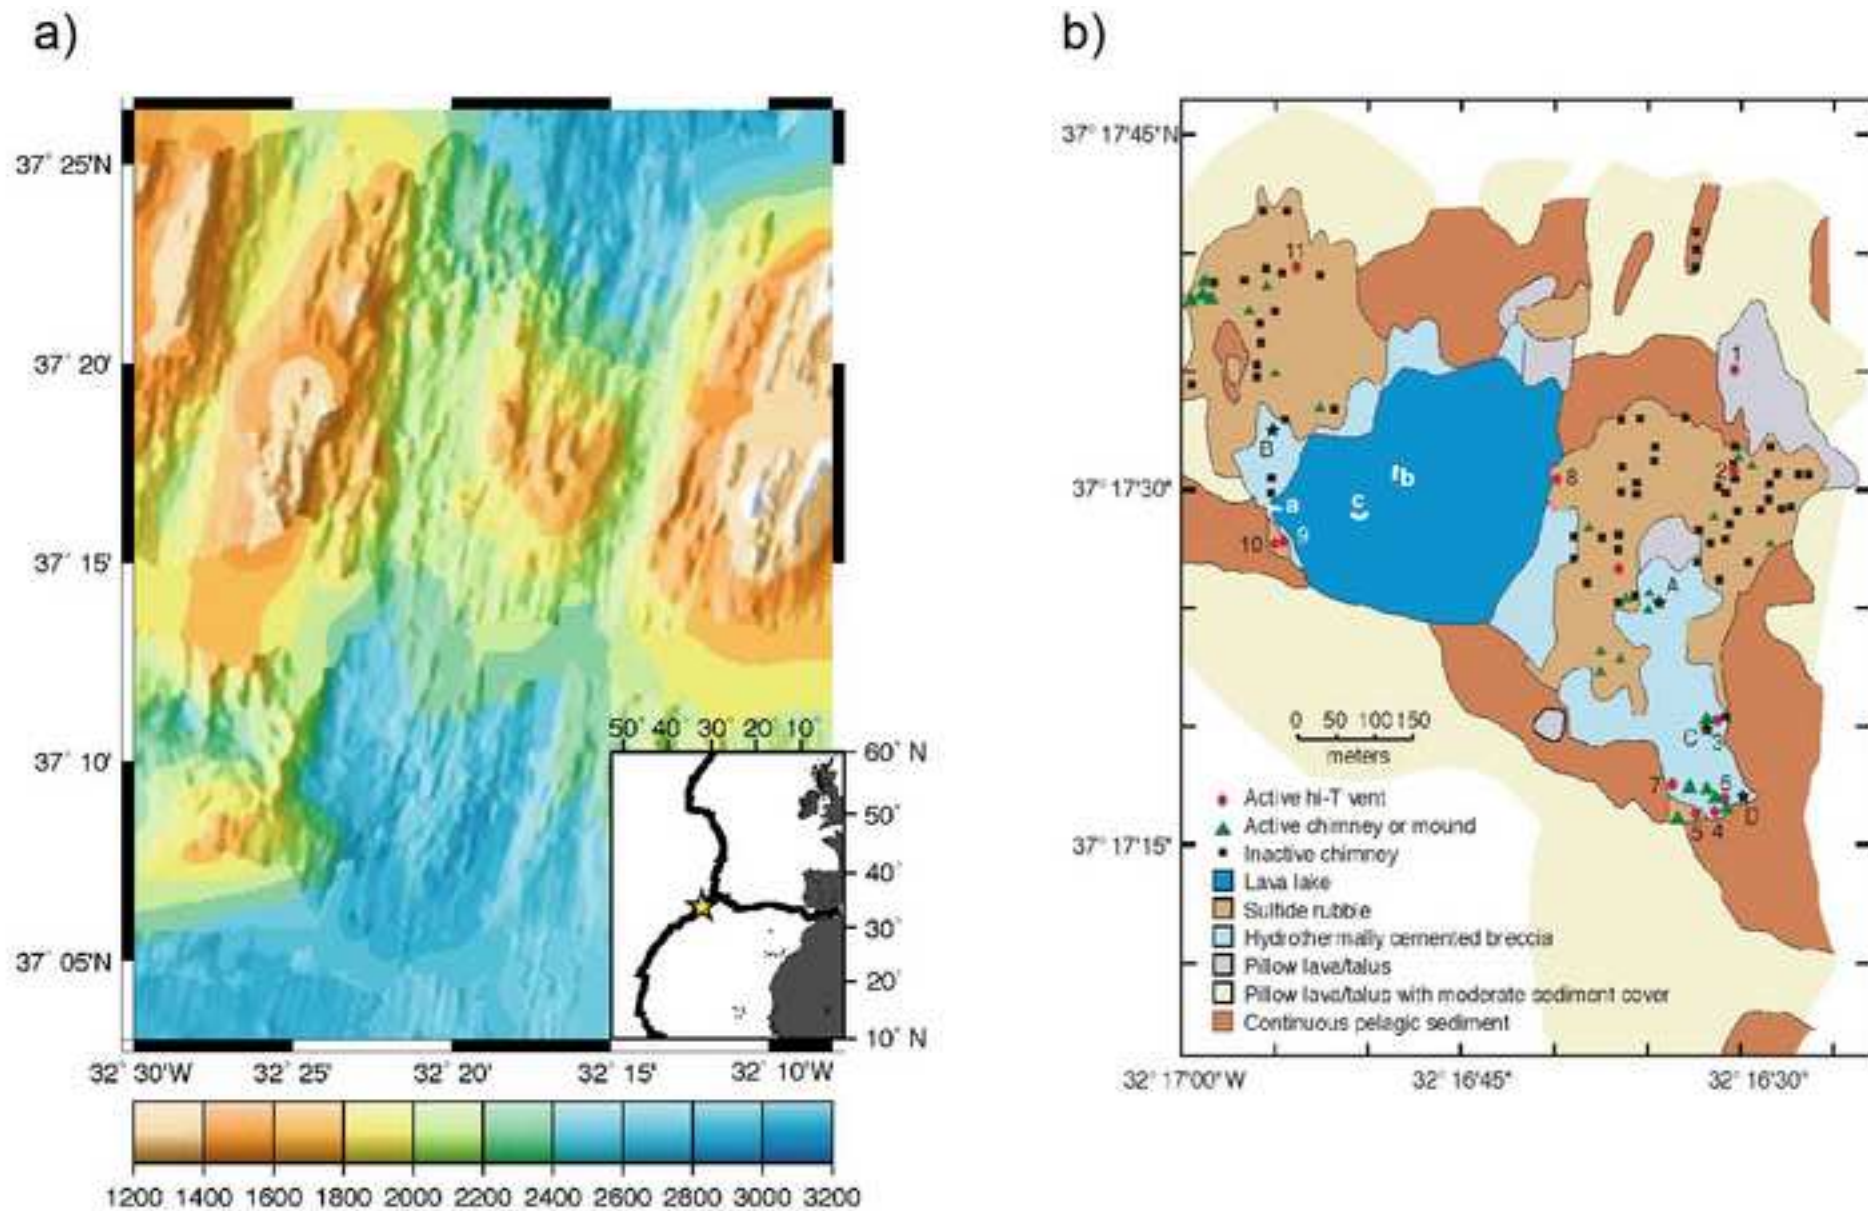 a)
37° 25'N
37° 20'
37° 15'
37° 10'
37° 05'N
32° 30'W 32° 25' 32° 20' 32° 15' 32° 10'W
50° 40° 30° 20° 10°
60° N
50°
40°
30°
20°
10° N
1200 1400 1600 1800 2000 2200 2400 2600 2800 3000 3200
b)
37° 17'45"N
37° 17'30"
37° 17'15"
32° 17'00"W 32° 16'45" 32° 16'30"
11
1
B
b
2
8
c
a
9
10
A
C
3
7
6
D
5 4
0 50 100 150
meters
Active hi-T vent
Active chimney or mound
Inactive chimney
Lava lake
Sulfide rubble
Hydrothermally cemented breccia
Pillow lava/talus
Pillow lava/talus with moderate sediment cover
Continuous pelagic sediment